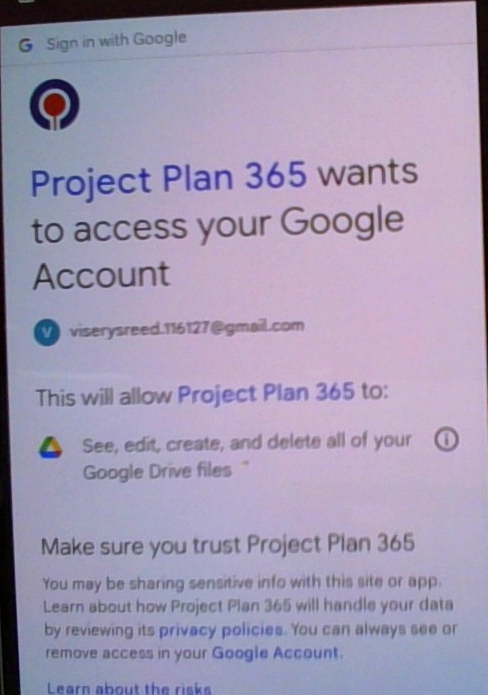 G Sign in with Google
Project Plan 365 wants
to access your Google
Account
V viserysreed.116127@gmail.com
This will allow Project Plan 365 to:
See, edit, create, and delete all of your
Google Drive files
Make sure you trust Project Plan 365
You may be sharing sensitive info with this site or app.
Learn about how Project Plan 365 will handle your data
by reviewing its privacy policies. You can always see or
remove access in your Google Account.
Learn about the risks